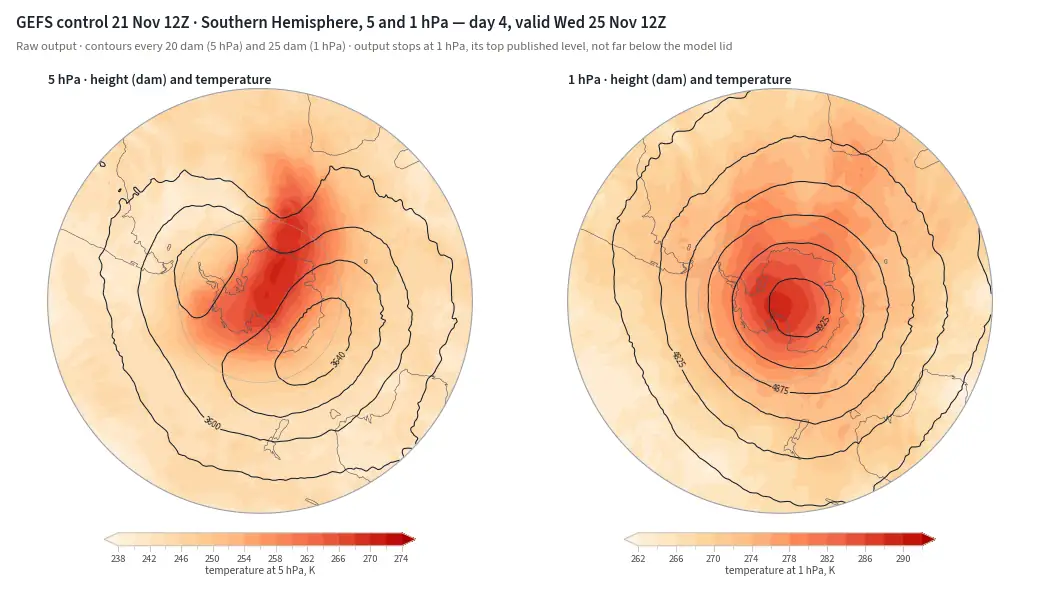 GEFS control 21 Nov 12Z · Southern Hemisphere, 5 and 1 hPa — day 4, valid Wed 25 Nov 12Z
Raw output · contours every 20 dam (5 hPa) and 25 dam (1 hPa) · output stops at 1 hPa, its top published level, not far below the model lid
5 hPa · height (dam) and temperature
1 hPa · height (dam) and temperature
3640
3600
4925
4825
4875
238 242 246 250 254 258 262 266 270 274
temperature at 5 hPa, K
262 266 270 274 278 282 286 290
temperature at 1 hPa, K